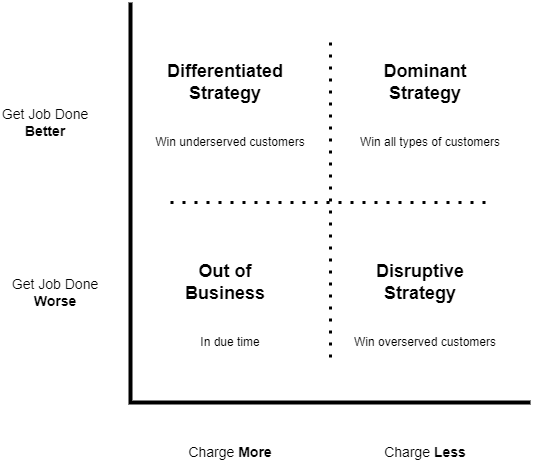 Differentiated
Strategy
Dominant
Strategy
Get Job Done
Better
Win underserved customers
Win all types of customers
Get Job Done
Worse
Out of
Business
Disruptive
Strategy
In due time
Win overserved customers
Charge More
Charge Less